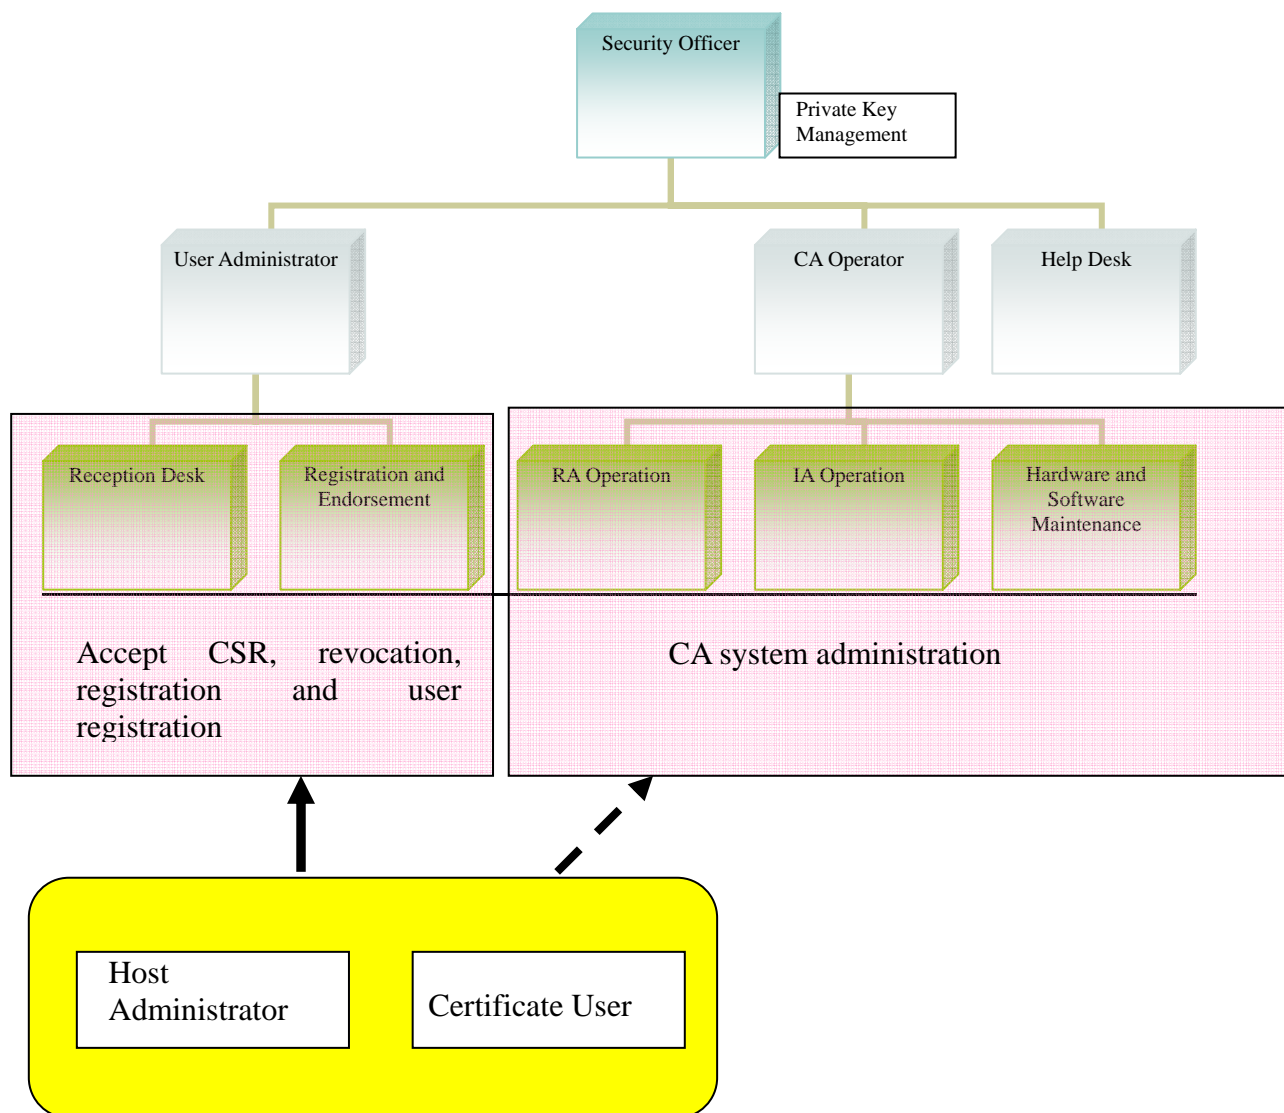 Security Officer
Private Key
Management
User Administrator
CA Operator
Help Desk
Reception Desk
Registration and
Endorsement
RA Operation
IA Operation
Hardware and
Software
Maintenance
Accept CSR, revocation,
registration and user
registration
CA system administration
Host
Administrator
Certificate User